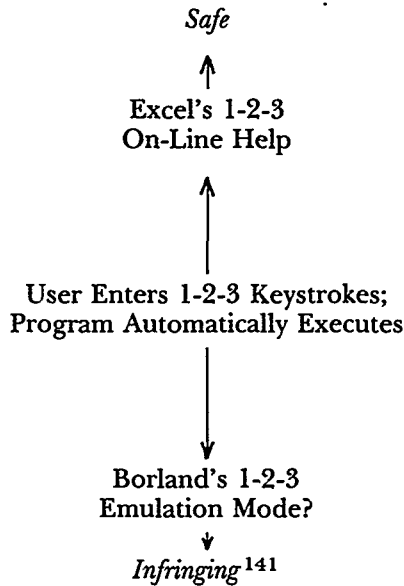 Safe
Excel's 1-2-3
On-Line Help
User Enters 1-2-3 Keystrokes;
Program Automatically Executes
Borland's 1-2-3
Emulation Mode?
Infringing141